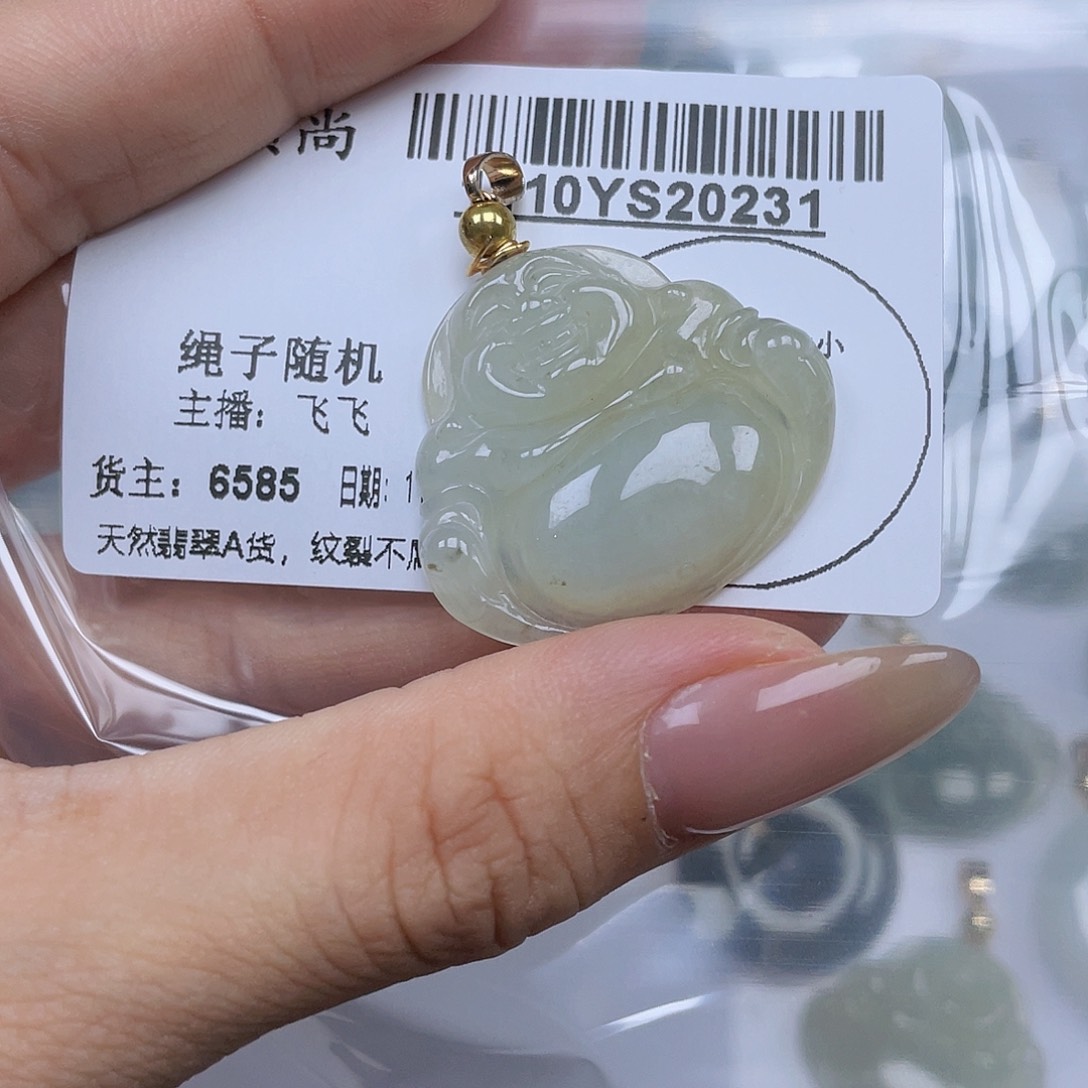 尚
10YS20231
小
绳子随机
主播：飞飞
货主：6585 日期：1
天然翡翠A货，纹裂不